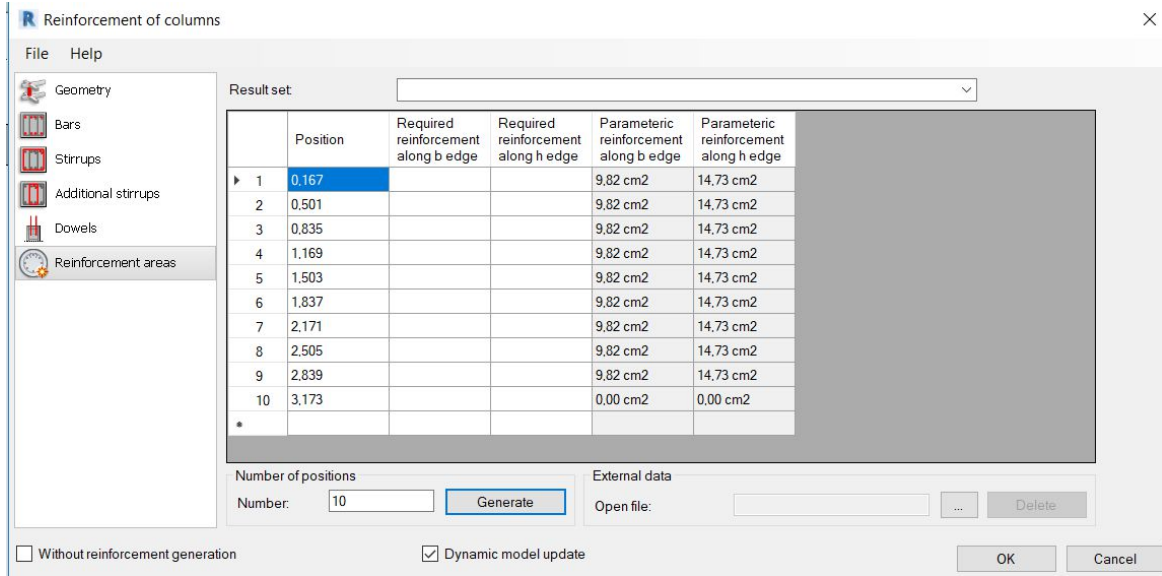 R Reinforcement of columns
File Help
Geometry
Bars
Stirrups
Additional stirrups
Dowels
Reinforcement areas
Result set:
Position Required reinforcement along b edge Required reinforcement along h edge Parameteric reinforcement along b edge Parameteric reinforcement along h edge
1 0,167 9,82 cm2 14,73 cm2
2 0,501 9,82 cm2 14,73 cm2
3 0,835 9,82 cm2 14,73 cm2
4 1,169 9,82 cm2 14,73 cm2
5 1,503 9,82 cm2 14,73 cm2
6 1,837 9,82 cm2 14,73 cm2
7 2,171 9,82 cm2 14,73 cm2
8 2,505 9,82 cm2 14,73 cm2
9 2,839 9,82 cm2 14,73 cm2
10 3,173 0,00 cm2 0,00 cm2
*
Number of positions
Number: 10 Generate
External data
Open file: ... Delete
Without reinforcement generation
Dynamic model update
OK Cancel